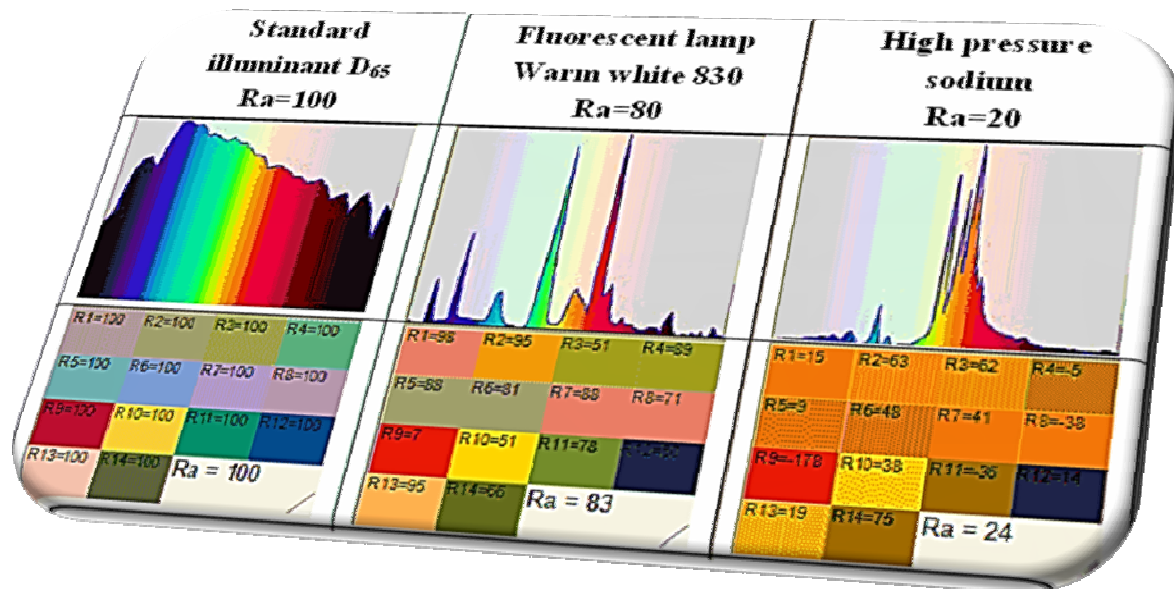 Standard
illuminant D65
Ra=100
Fluorescent lamp
Warm white 830
Ra=80
High pressure
sodium
Ra=20
R1=100 R2=100 R3=100 R4=100
R5=100 R6=100 R7=100 R8=100
R9=100 R10=100 R11=100 R12=100
R13=100 R14=100 Ra = 100
R1=98 R2=95 R3=51 R4=89
R5=88 R6=81 R7=88 R8=71
R9=7 R10=51 R11=78
R13=95 R14=66 Ra = 83
R1=15 R2=63 R3=62 R4=-5
R5=9 R6=48 R7=41 R8=-38
R9=-178 R10=38 R11=-36 R12=14
R13=19 R14=75 Ra = 24